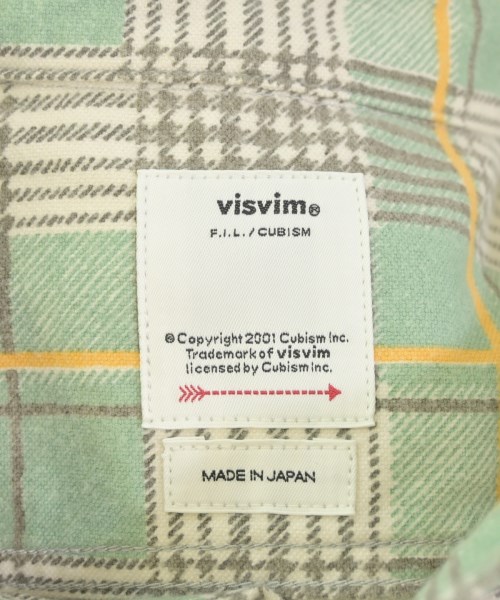 visvim®
F.I.L. / CUBISM
© Copyright 2001 Cubism Inc.
Trademark of visvim
licensed by Cubism Inc.
MADE IN JAPAN